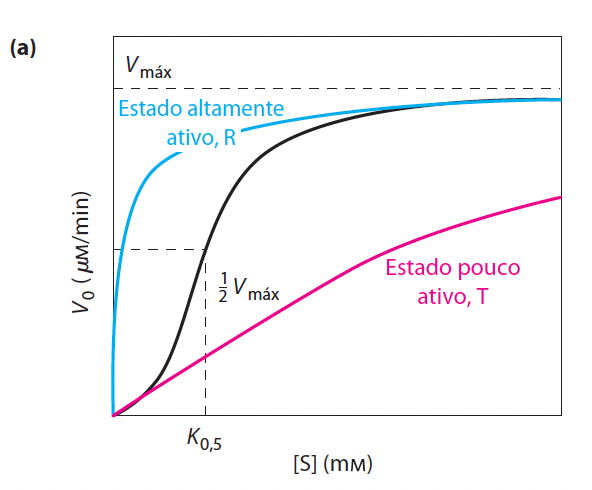 (a)
Vmáx
Estado altamente
ativo, R
V0 ( μM/min)
½ Vmáx
Estado pouco
ativo, T
K0,5
[S] (mM)